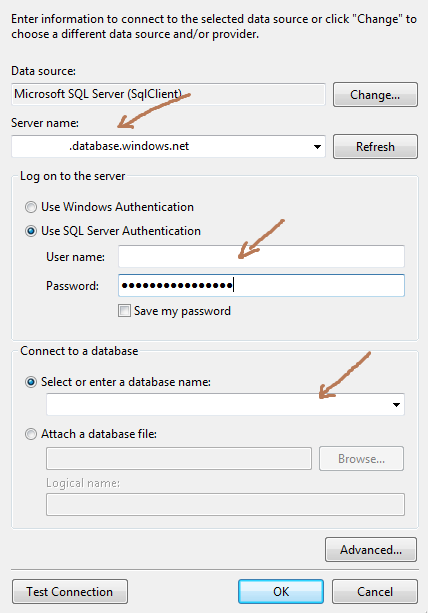 Enter information to connect to the selected data source or click "Change" to
choose a different data source and/or provider.
Data source:
Microsoft SQL Server (SqlClient)
Change...
Server name:
.database.windows.net
Refresh
Log on to the server
Use Windows Authentication
Use SQL Server Authentication
User name:
Password: ●●●●●●●●●●●●●●●●
Save my password
Connect to a database
Select or enter a database name:
Attach a database file:
Browse...
Logical name:
Advanced...
Test Connection OK Cancel